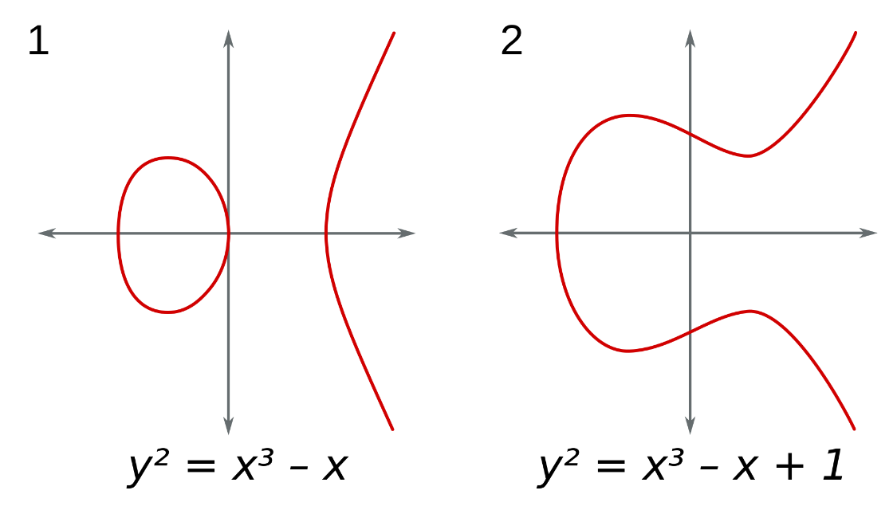 1
2
y² = x³ – x
y² = x³ – x + 1